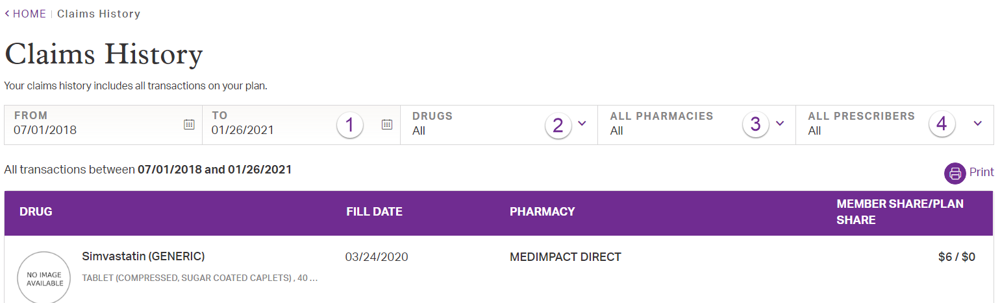 HOME | Claims History
Claims History
Your claims history includes all transactions on your plan.
FROM
07/01/2018
TO
01/26/2021
1
DRUGS
All
2
ALL PHARMACIES
All
3
ALL PRESCRIBERS
All
4
All transactions between 07/01/2018 and 01/26/2021
Print
DRUG
FILL DATE
PHARMACY
MEMBER SHARE/PLAN
SHARE
NO IMAGE
AVAILABLE
Simvastatin (GENERIC)
TABLET (COMPRESSED, SUGAR COATED CAPLETS) , 40 ...
03/24/2020
MEDIMPACT DIRECT
$6 / $0